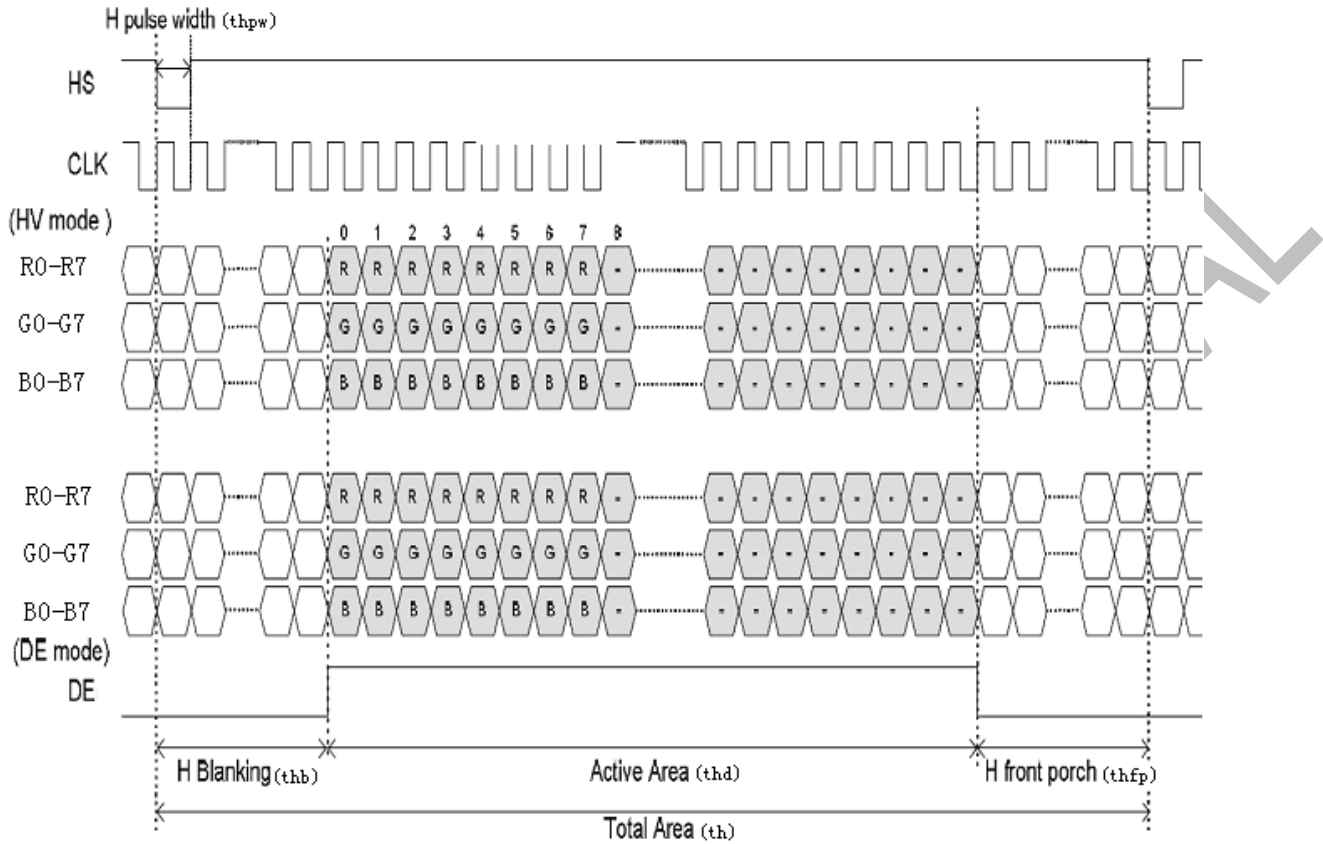 H pulse width (thpw)
HS
CLK
(HV mode )
0 1 2 3 4 5 6 7 8
R0-R7 R R R R R R R R - - - - - - - - -
G0-G7 G G G G G G G G - - - - - - - - -
B0-B7 B B B B B B B B - - - - - - - - -
R0-R7 R R R R R R R R - - - - - - - - -
G0-G7 G G G G G G G G - - - - - - - - -
B0-B7 B B B B B B B B - - - - - - - - -
(DE mode)
DE
H Blanking(thb) Active Area (thd) H front porch (thfp)
Total Area (th)